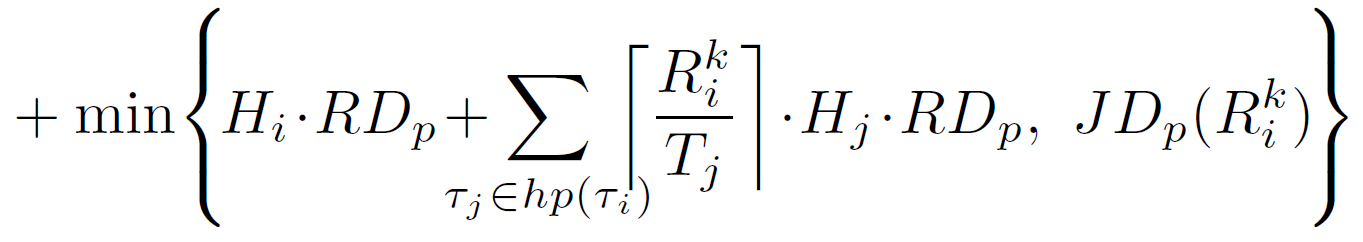 + min{H_i·RD_p + ∑_{τ_j∈hp(τ_i)} ⌈R_i^k / T_j⌉ ·H_j·RD_p, JD_p(R_i^k)}